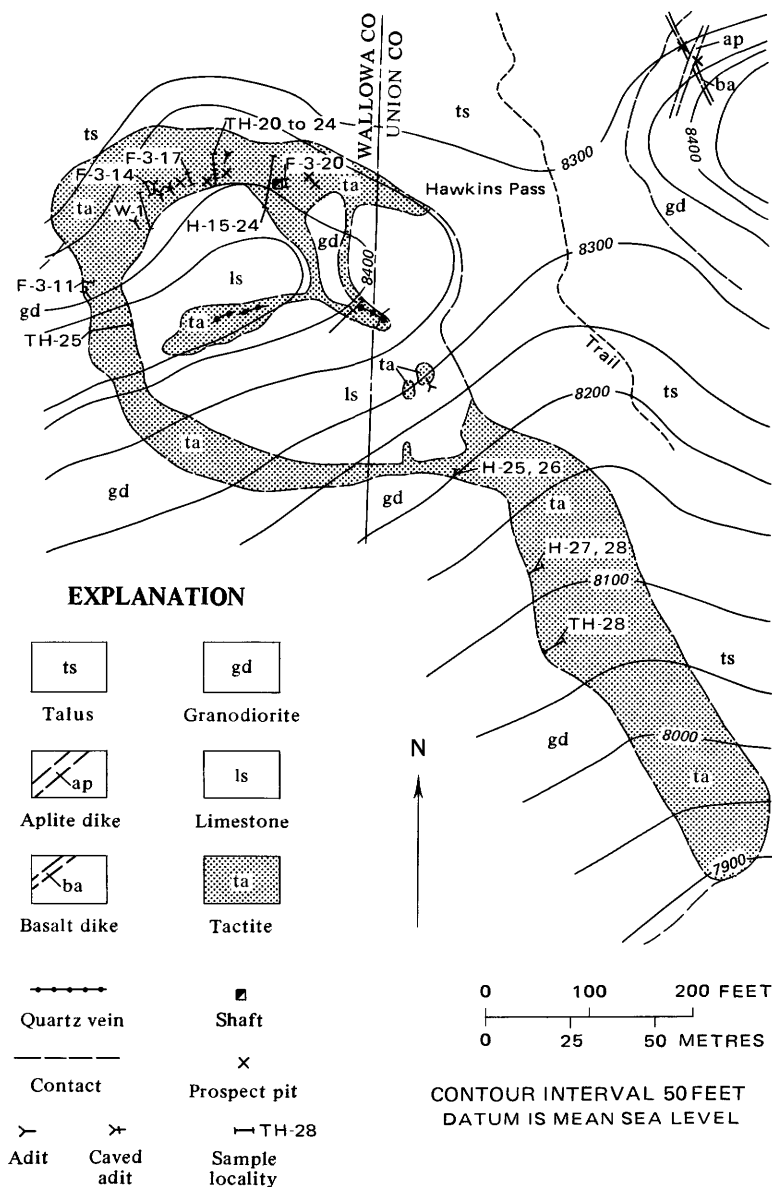 WALLOWA CO
UNION CO
ap
ba
ts
ts
TH-20 to 24
8300
8400
F-3-17
F-3-20
F-3-14
ta
Hawkins Pass
ta
W-1
gd
H-15-24
gd
8400
8300
F-3-11
ls
gd
ta
TH-25
Trail
ta
ts
ls
8200
ta
H-25, 26
gd
gd
ta
H-27, 28
8100
TH-28
ts
gd
8000
ta
7900
EXPLANATION
ts
gd
Talus
Granodiorite
ap
ls
Aplite dike
Limestone
ba
ta
Basalt dike
Tactite
Quartz vein
Shaft
Contact
Prospect pit
TH-28
Adit
Caved
adit
Sample
locality
N
0 100 200 FEET
0 25 50 METRES
CONTOUR INTERVAL 50 FEET
DATUM IS MEAN SEA LEVEL